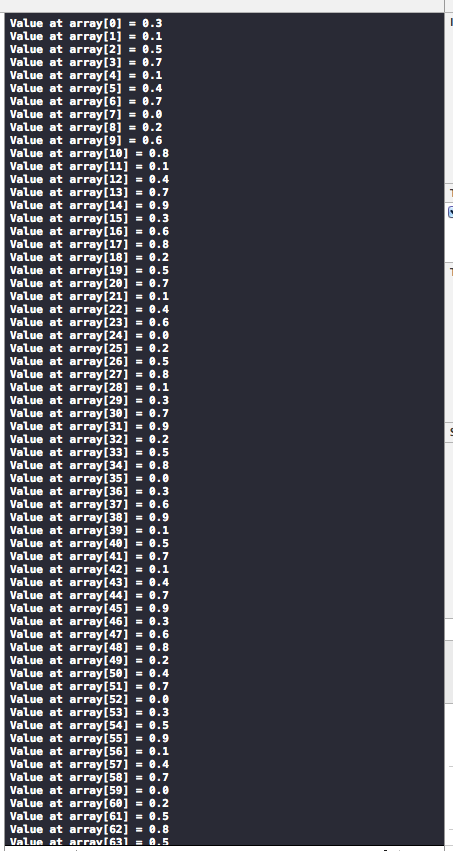 Value at array[0] = 0.3
Value at array[1] = 0.1
Value at array[2] = 0.5
Value at array[3] = 0.7
Value at array[4] = 0.1
Value at array[5] = 0.4
Value at array[6] = 0.7
Value at array[7] = 0.0
Value at array[8] = 0.2
Value at array[9] = 0.6
Value at array[10] = 0.8
Value at array[11] = 0.1
Value at array[12] = 0.4
Value at array[13] = 0.7
Value at array[14] = 0.9
Value at array[15] = 0.3
Value at array[16] = 0.6
Value at array[17] = 0.8
Value at array[18] = 0.2
Value at array[19] = 0.5
Value at array[20] = 0.7
Value at array[21] = 0.1
Value at array[22] = 0.4
Value at array[23] = 0.6
Value at array[24] = 0.0
Value at array[25] = 0.2
Value at array[26] = 0.5
Value at array[27] = 0.8
Value at array[28] = 0.1
Value at array[29] = 0.3
Value at array[30] = 0.7
Value at array[31] = 0.9
Value at array[32] = 0.2
Value at array[33] = 0.5
Value at array[34] = 0.8
Value at array[35] = 0.0
Value at array[36] = 0.3
Value at array[37] = 0.6
Value at array[38] = 0.9
Value at array[39] = 0.1
Value at array[40] = 0.5
Value at array[41] = 0.7
Value at array[42] = 0.1
Value at array[43] = 0.4
Value at array[44] = 0.7
Value at array[45] = 0.9
Value at array[46] = 0.3
Value at array[47] = 0.6
Value at array[48] = 0.8
Value at array[49] = 0.2
Value at array[50] = 0.4
Value at array[51] = 0.7
Value at array[52] = 0.0
Value at array[53] = 0.3
Value at array[54] = 0.5
Value at array[55] = 0.9
Value at array[56] = 0.1
Value at array[57] = 0.4
Value at array[58] = 0.7
Value at array[59] = 0.0
Value at array[60] = 0.2
Value at array[61] = 0.5
Value at array[62] = 0.8
Value at array[63] = 0.5